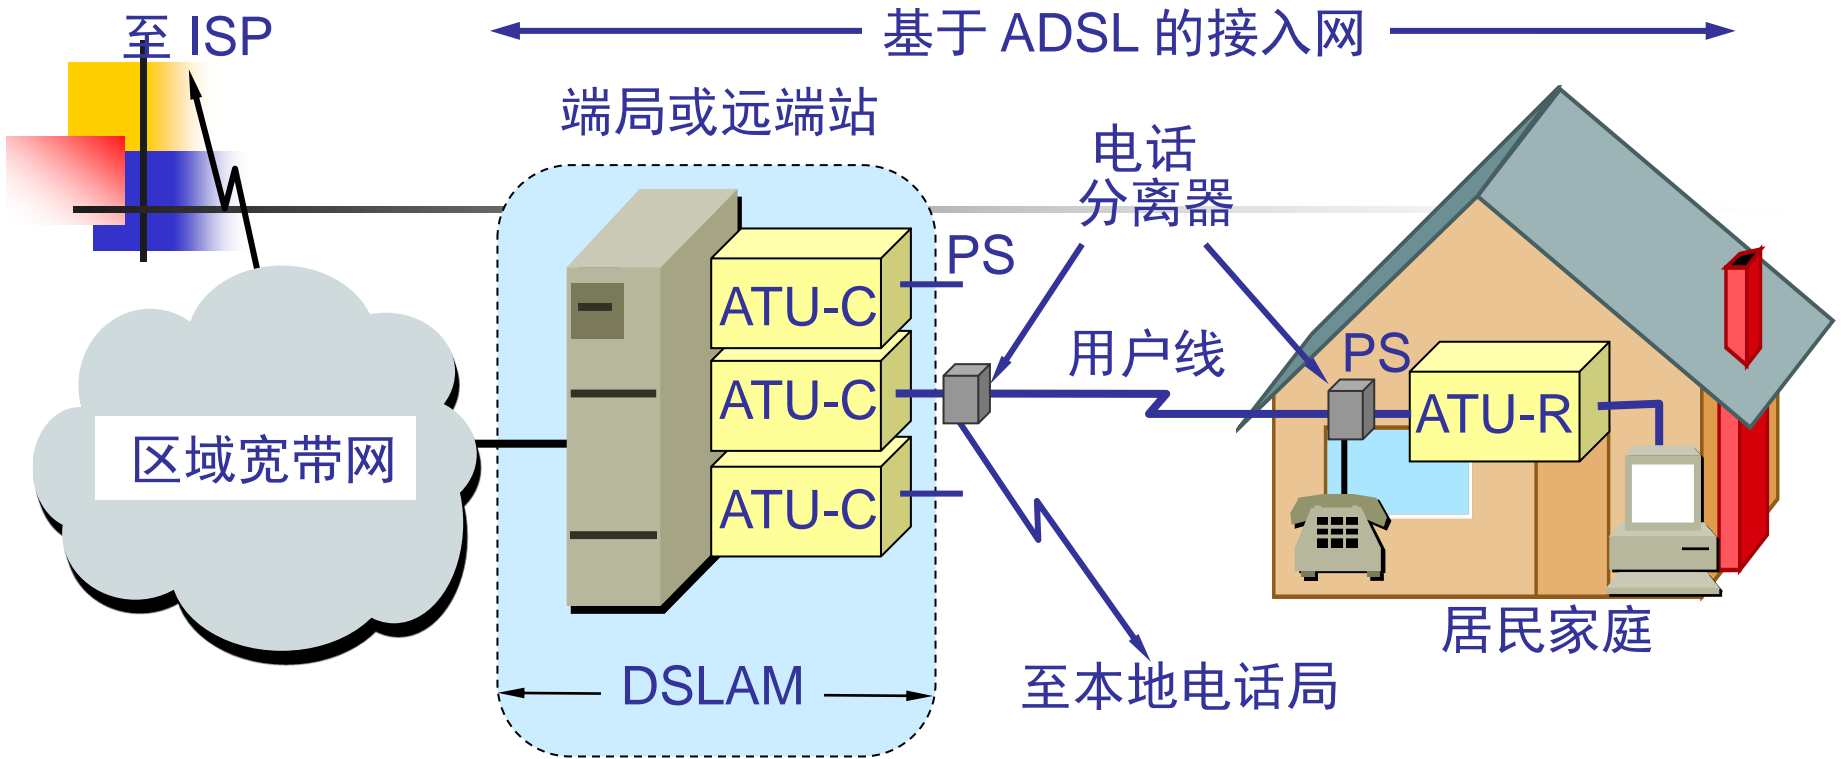 至 ISP
基于 ADSL 的接入网
端局或远端站
电话
分离器
PS
ATU-C
用户线
PS
ATU-C
ATU-R
区域宽带网
ATU-C
居民家庭
DSLAM
至本地电话局